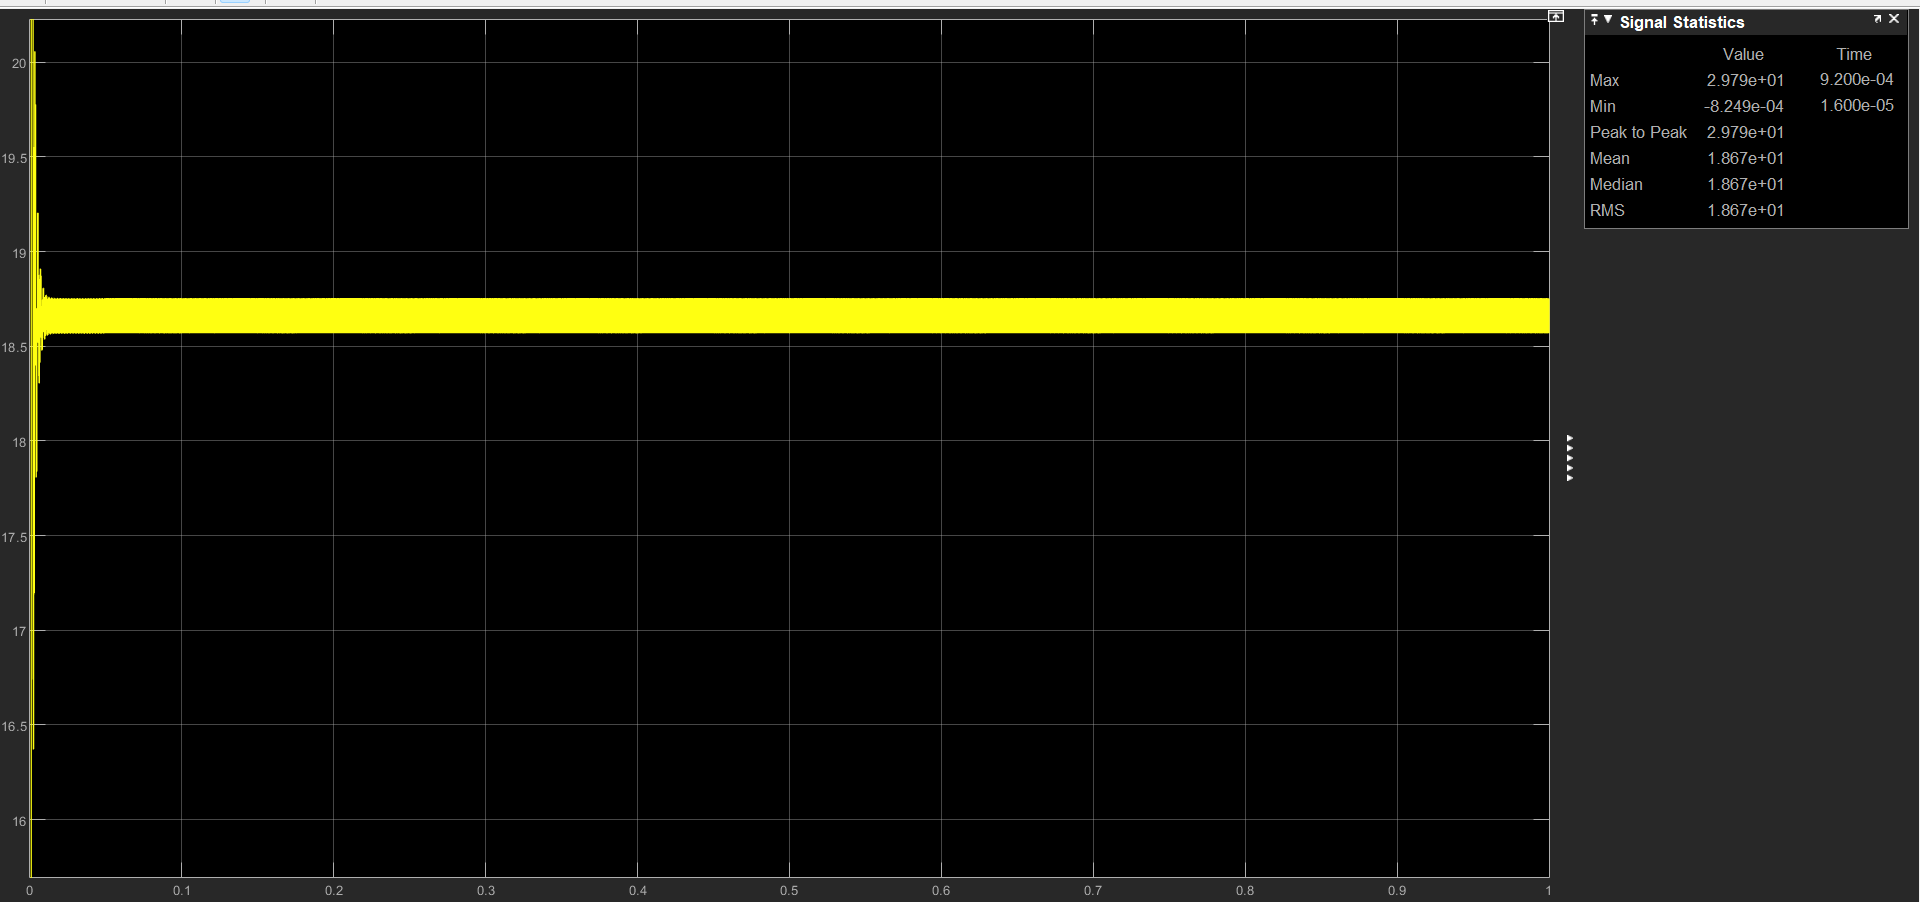 Signal Statistics
Value Time
Max 2.979e+01 9.200e-04
Min -8.249e-04 1.600e-05
Peak to Peak 2.979e+01
Mean 1.867e+01
Median 1.867e+01
RMS 1.867e+01
20
19.5
19
18.5
18
17.5
17
16.5
16
0 0.1 0.2 0.3 0.4 0.5 0.6 0.7 0.8 0.9 1